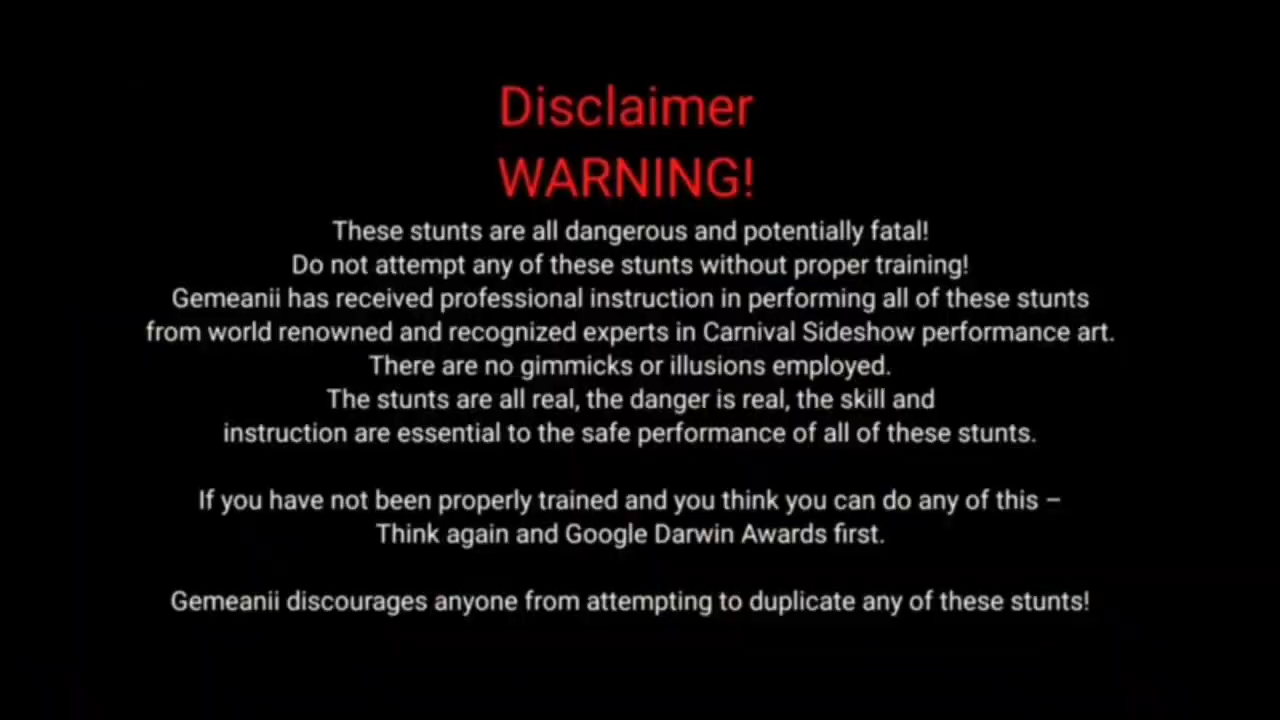 Disclaimer
WARNING!
These stunts are all dangerous and potentially fatal!
Do not attempt any of these stunts without proper training!
Gemeanii has received professional instruction in performing all of these stunts
from world renowned and recognized experts in Carnival Sideshow performance art.
There are no gimmicks or illusions employed.
The stunts are all real, the danger is real, the skill and
instruction are essential to the safe performance of all of these stunts.
If you have not been properly trained and you think you can do any of this –
Think again and Google Darwin Awards first.
Gemeanii discourages anyone from attempting to duplicate any of these stunts!